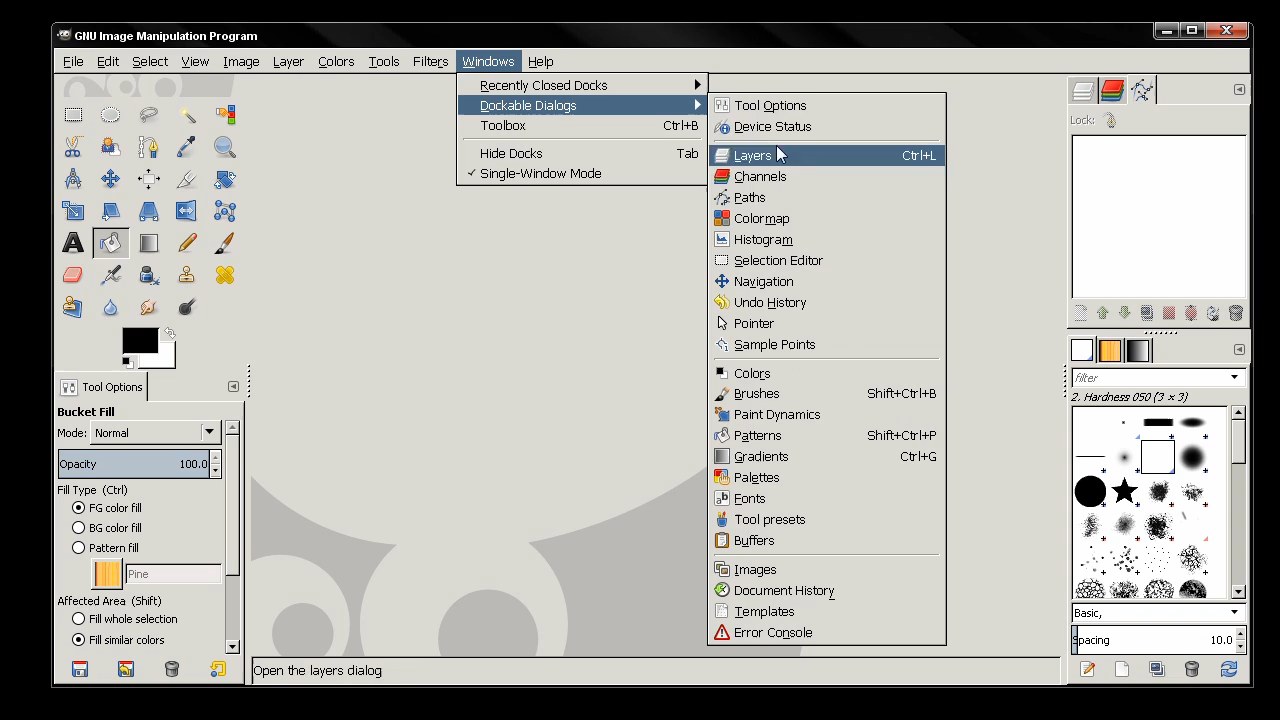 GNU Image Manipulation Program
File Edit Select View Image Layer Colors Tools Filters Windows Help
Recently Closed Docks
Dockable Dialogs
Toolbox Ctrl+B
Hide Docks Tab
✓ Single-Window Mode
Tool Options
Device Status
Layers Ctrl+L
Channels
Paths
Colormap
Histogram
Selection Editor
Navigation
Undo History
Pointer
Sample Points
Colors
Brushes Shift+Ctrl+B
Paint Dynamics
Patterns Shift+Ctrl+P
Gradients Ctrl+G
Palettes
Fonts
Tool presets
Buffers
Images
Document History
Templates
Error Console
Tool Options
Bucket Fill
Mode: Normal
Opacity 100.0
Fill Type (Ctrl)
FG color fill
BG color fill
Pattern fill
Pine
Affected Area (Shift)
Fill whole selection
Fill similar colors
Open the layers dialog
Lock:
filter
2. Hardness 050 (3 × 3)
Basic,
Spacing 10.0